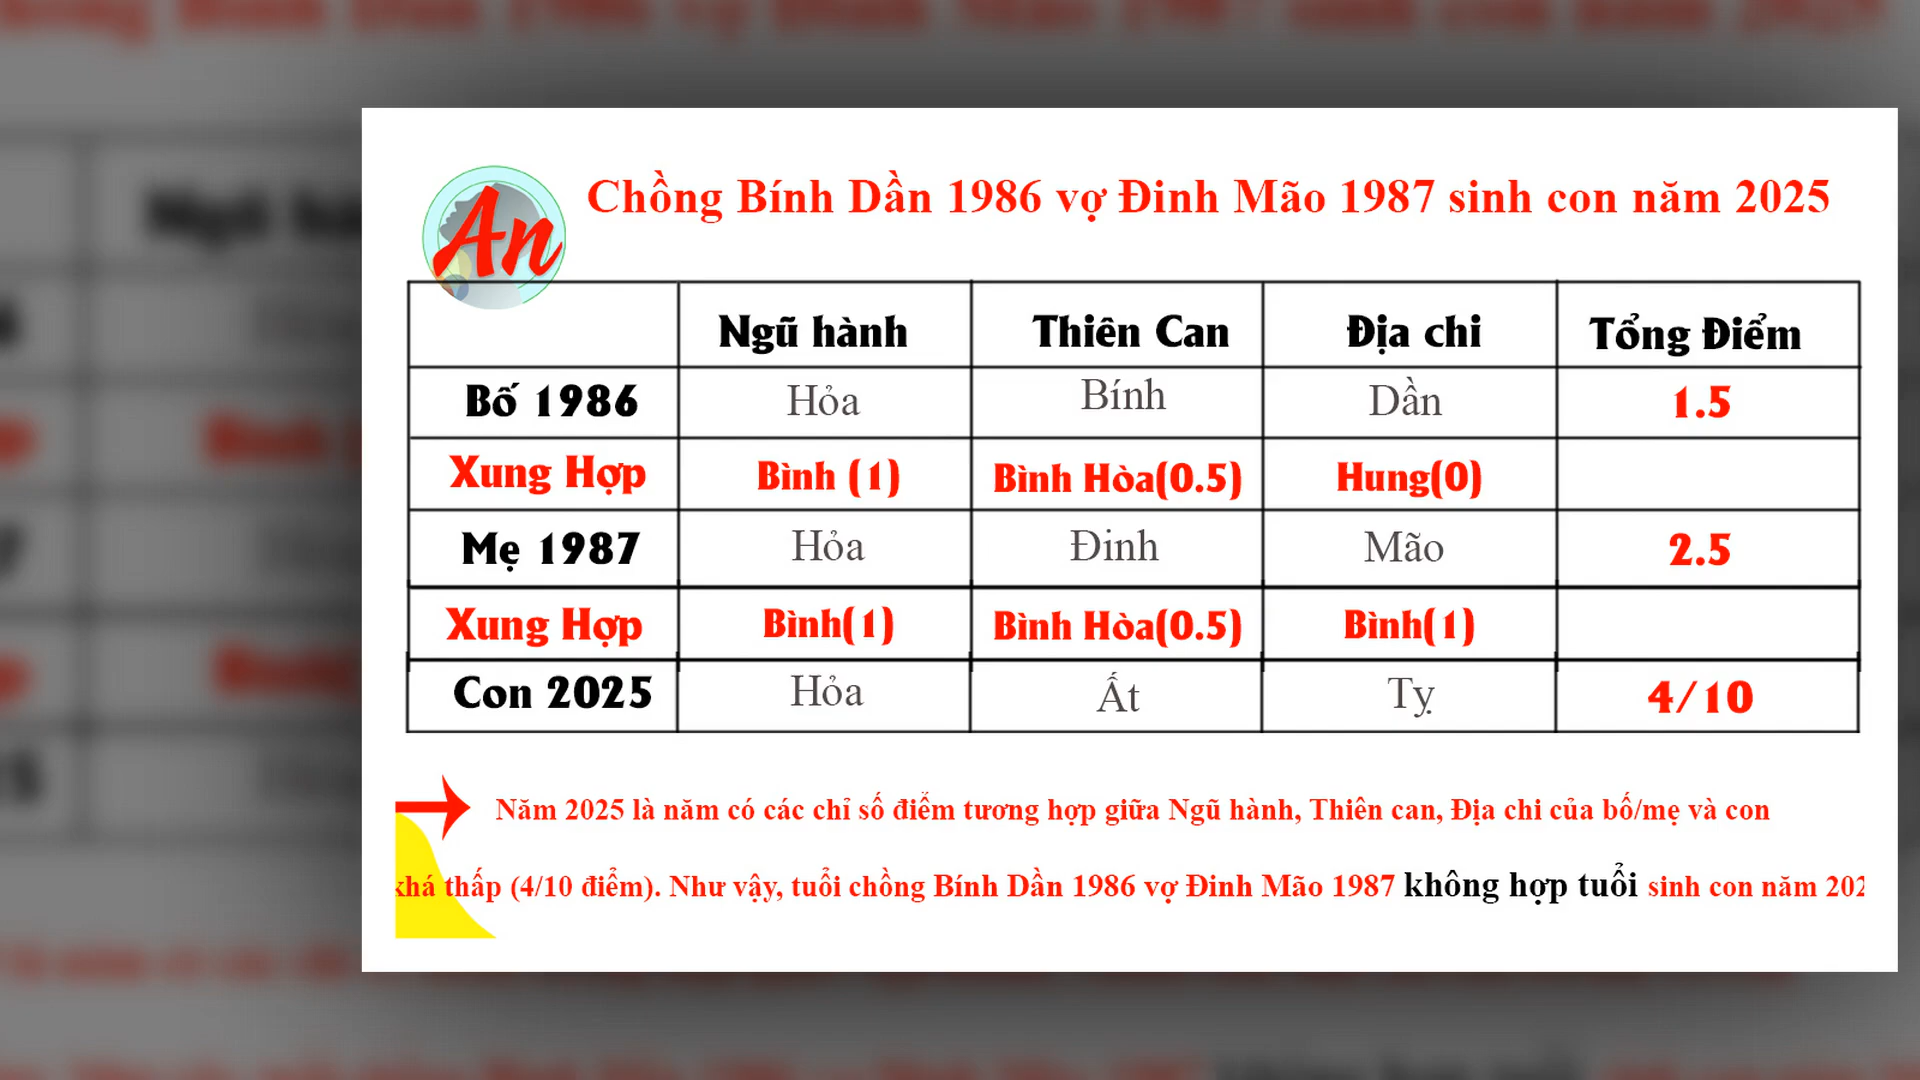 An
Chồng Bính Dần 1986 vợ Đinh Mão 1987 sinh con năm 2025
Ngũ hành Thiên Can Địa chi Tổng Điểm
Bố 1986 Hỏa Bính Dần 1.5
Xung Hợp Bình (1) Bình Hòa(0.5) Hung(0)
Mẹ 1987 Hỏa Đinh Mão 2.5
Xung Hợp Bình(1) Bình Hòa(0.5) Bình(1)
Con 2025 Hỏa Ất Tỵ 4/10
Năm 2025 là năm có các chỉ số điểm tương hợp giữa Ngũ hành, Thiên can, Địa chi của bố/mẹ và con
khá thấp (4/10 điểm). Như vậy, tuổi chồng Bính Dần 1986 vợ Đinh Mão 1987 không hợp tuổi sinh con năm 202